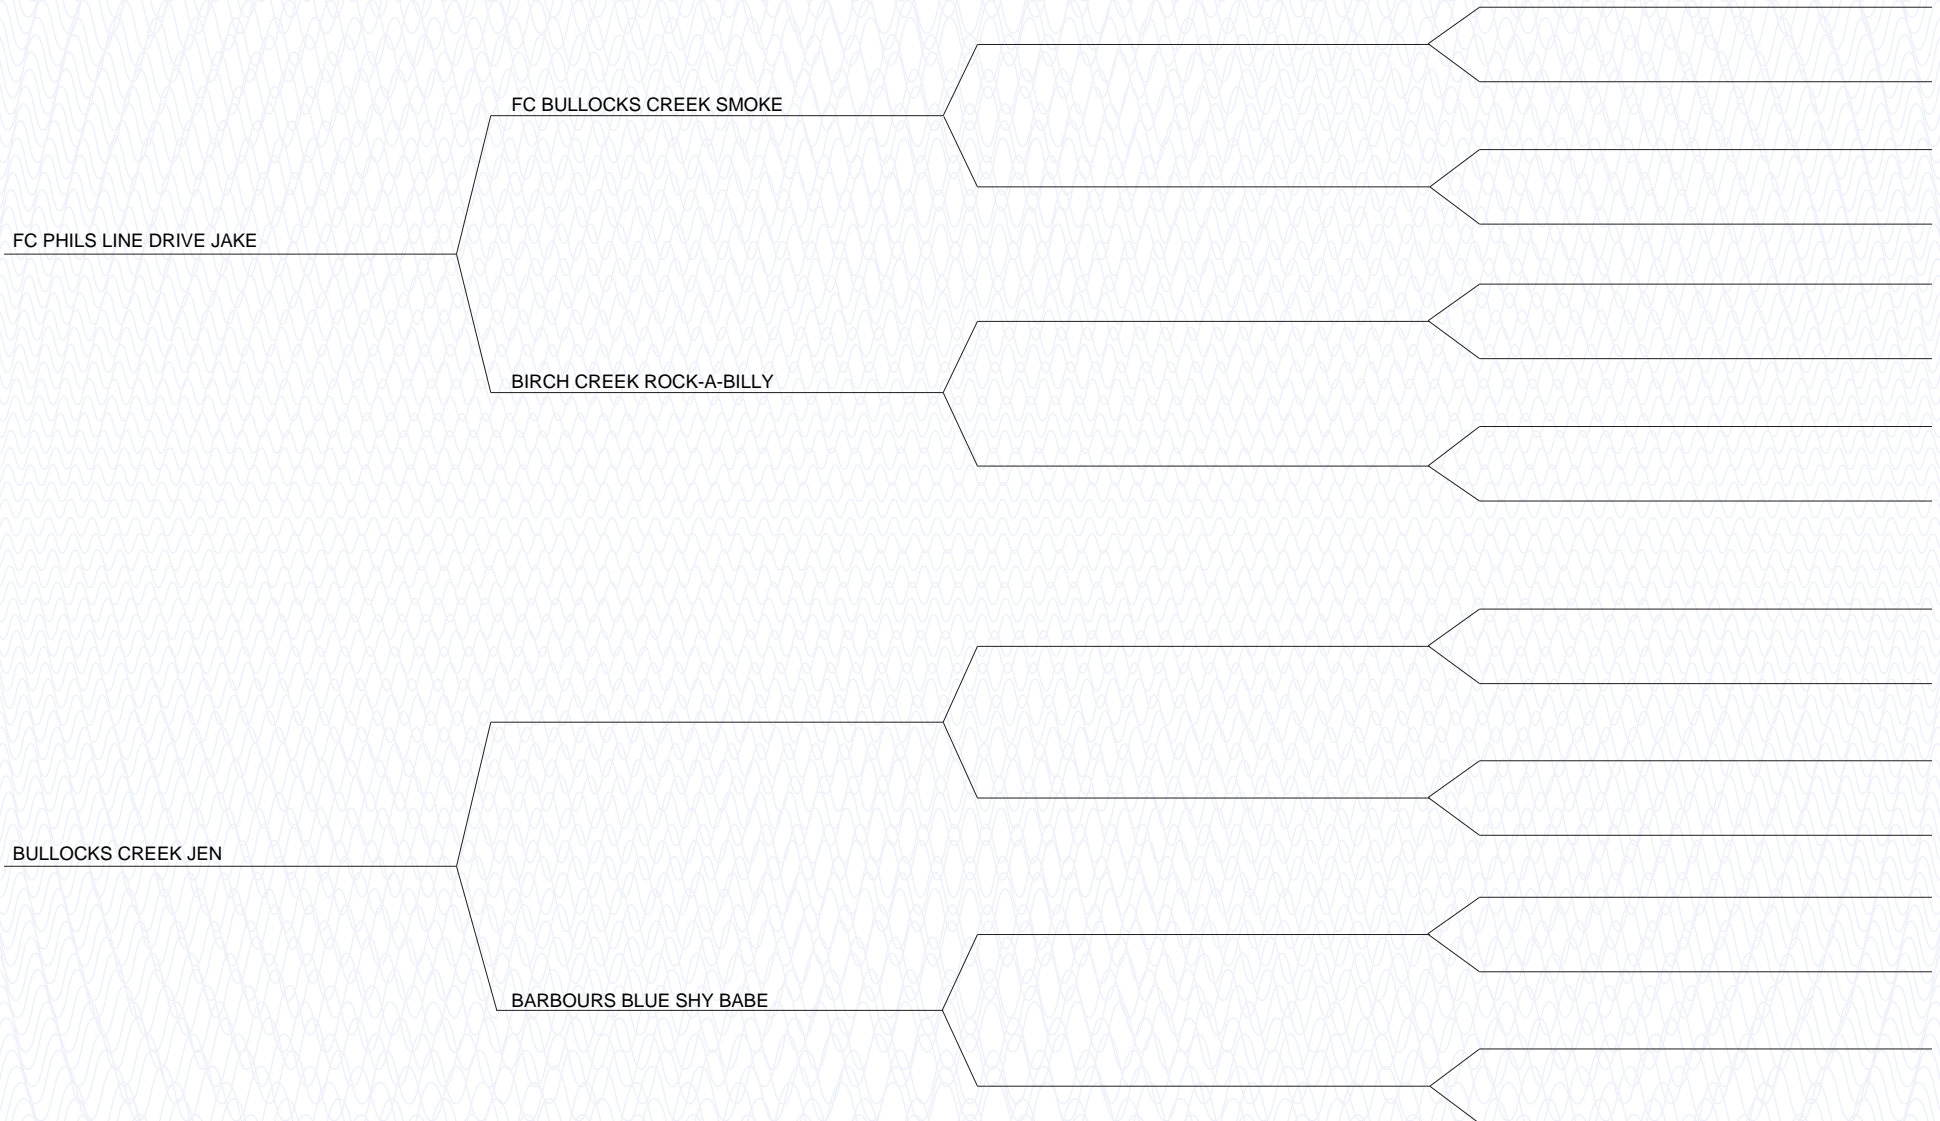 FC BULLOCKS CREEK SMOKE
FC PHILS LINE DRIVE JAKE
BIRCH CREEK ROCK-A-BILLY
BULLOCKS CREEK JEN
BARBOURS BLUE SHY BABE